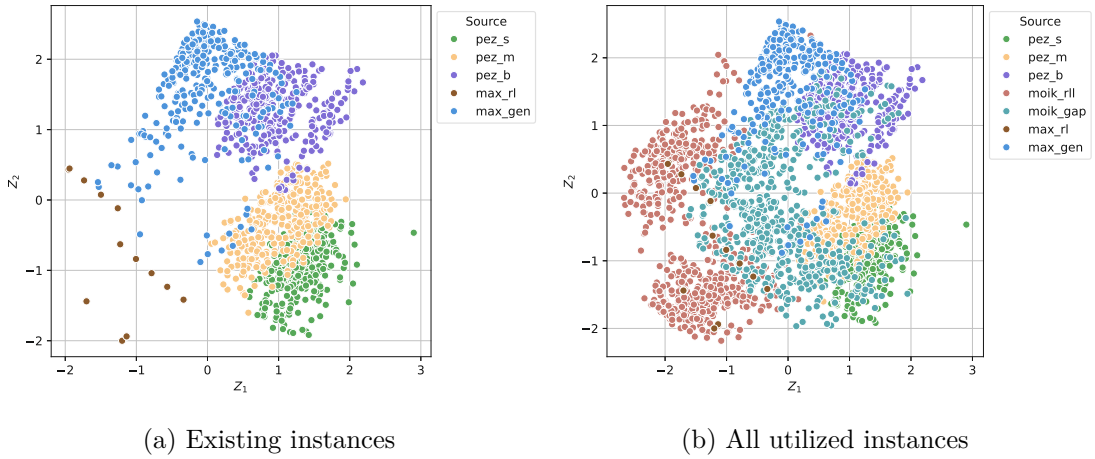 Source
pez_s
pez_m
pez_b
max_rl
max_gen
2
1
0
−1
−2
Z2
−2
−1
0
1
2
3
Z1
(a) Existing instances
Source
pez_s
pez_m
pez_b
moik_rll
moik_gap
max_rl
max_gen
2
1
0
−1
−2
Z2
−2
−1
0
1
2
3
Z1
(b) All utilized instances